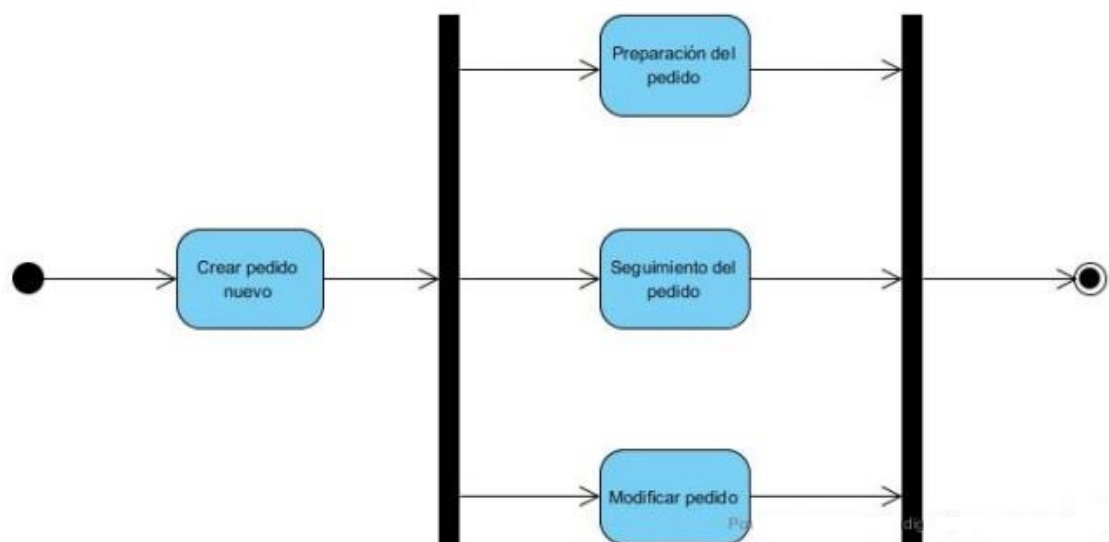 Preparación del
pedido
Crear pedido
nuevo
Seguimiento del
pedido
Modificar pedido